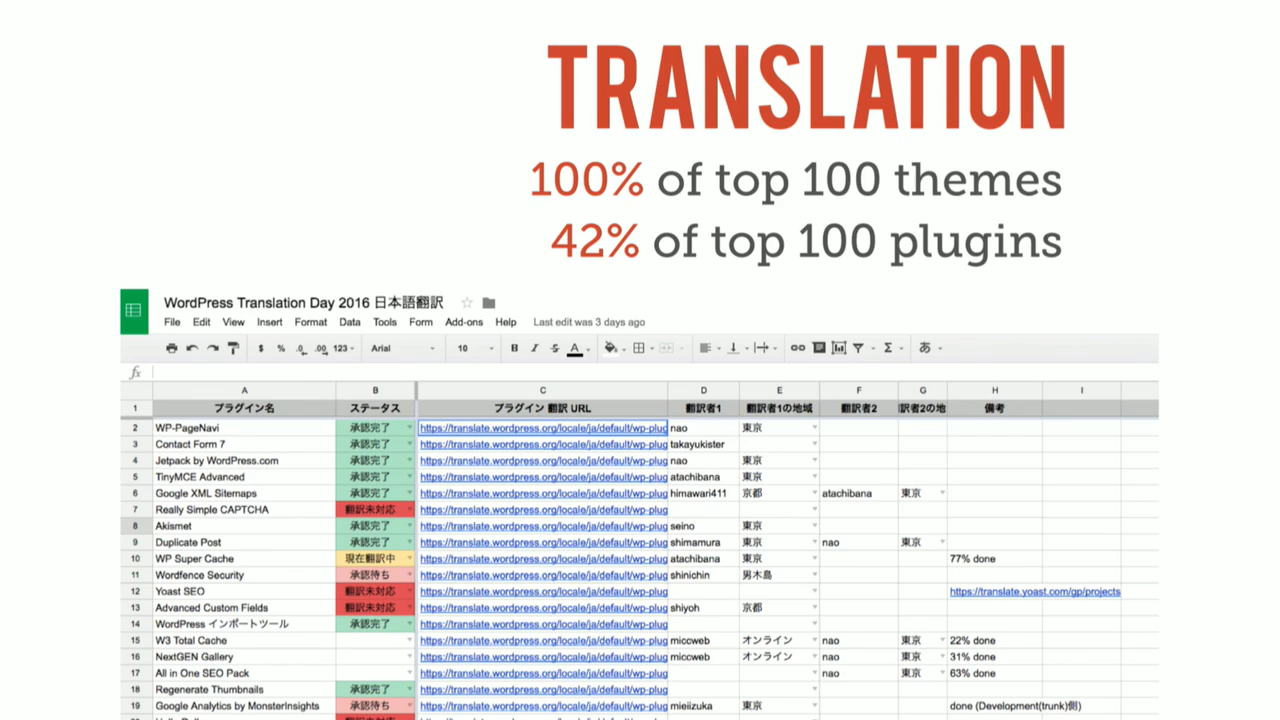 TRANSLATION
100% of top 100 themes
42% of top 100 plugins
WordPress Translation Day 2016 日本語翻訳
File Edit View Insert Format Data Tools Form Add-ons Help Last edit was 3 days ago
$ % .0 .00 123 Arial 10 B I S A Σ あ
fx
A B C D E F G H I
1 プラグイン名 ステータス プラグイン 翻訳 URL 翻訳者1 翻訳者1の地域 翻訳者2 訳者2の地 備考
2 WP-PageNavi 承認完了 https://translate.wordpress.org/locale/ja/default/wp-plug nao 東京
3 Contact Form 7 承認完了 https://translate.wordpress.org/locale/ja/default/wp-plug takayukister
4 Jetpack by WordPress.com 承認完了 https://translate.wordpress.org/locale/ja/default/wp-plug nao 東京
5 TinyMCE Advanced 承認完了 https://translate.wordpress.org/locale/ja/default/wp-plug atachibana 東京
6 Google XML Sitemaps 承認完了 https://translate.wordpress.org/locale/ja/default/wp-plug himawari411 京都 atachibana 東京
7 Really Simple CAPTCHA 翻訳未対応 https://translate.wordpress.org/locale/ja/default/wp-plug
8 Akismet 承認完了 https://translate.wordpress.org/locale/ja/default/wp-plug seino 東京
9 Duplicate Post 承認完了 https://translate.wordpress.org/locale/ja/default/wp-plug shimamura 東京 nao 東京
10 WP Super Cache 現在翻訳中 https://translate.wordpress.org/locale/ja/default/wp-plug atachibana 東京 77% done
11 Wordfence Security 承認待ち https://translate.wordpress.org/locale/ja/default/wp-plug shinichin 男木島
12 Yoast SEO 翻訳未対応 https://translate.wordpress.org/locale/ja/default/wp-plug https://translate.yoast.com/gp/projects
13 Advanced Custom Fields 翻訳未対応 https://translate.wordpress.org/locale/ja/default/wp-plug shiyoh 京都
14 WordPress インポートツール 承認完了 https://translate.wordpress.org/locale/ja/default/wp-plug
15 W3 Total Cache https://translate.wordpress.org/locale/ja/default/wp-plug miccweb オンライン nao 東京 22% done
16 NextGEN Gallery https://translate.wordpress.org/locale/ja/default/wp-plug miccweb オンライン nao 東京 31% done
17 All in One SEO Pack https://translate.wordpress.org/locale/ja/default/wp-plug nao 東京 63% done
18 Regenerate Thumbnails 承認完了 https://translate.wordpress.org/locale/ja/default/wp-plug
19 Google Analytics by MonsterInsights 承認待ち https://translate.wordpress.org/locale/ja/default/wp-plug mieiizuka 東京 done (Development(trunk)側)